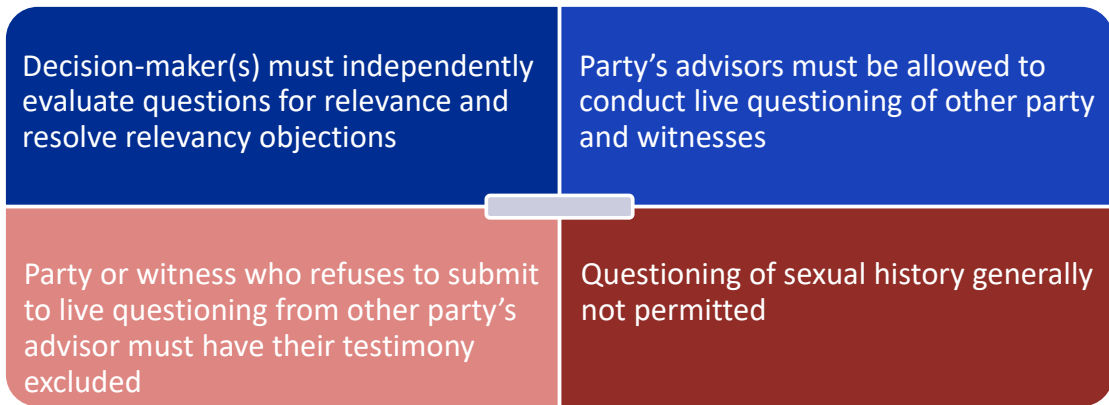 Decision-maker(s) must independently
evaluate questions for relevance and
resolve relevancy objections
Party's advisors must be allowed to
conduct live questioning of other party
and witnesses
Party or witness who refuses to submit
to live questioning from other party's
advisor must have their testimony
excluded
Questioning of sexual history generally
not permitted